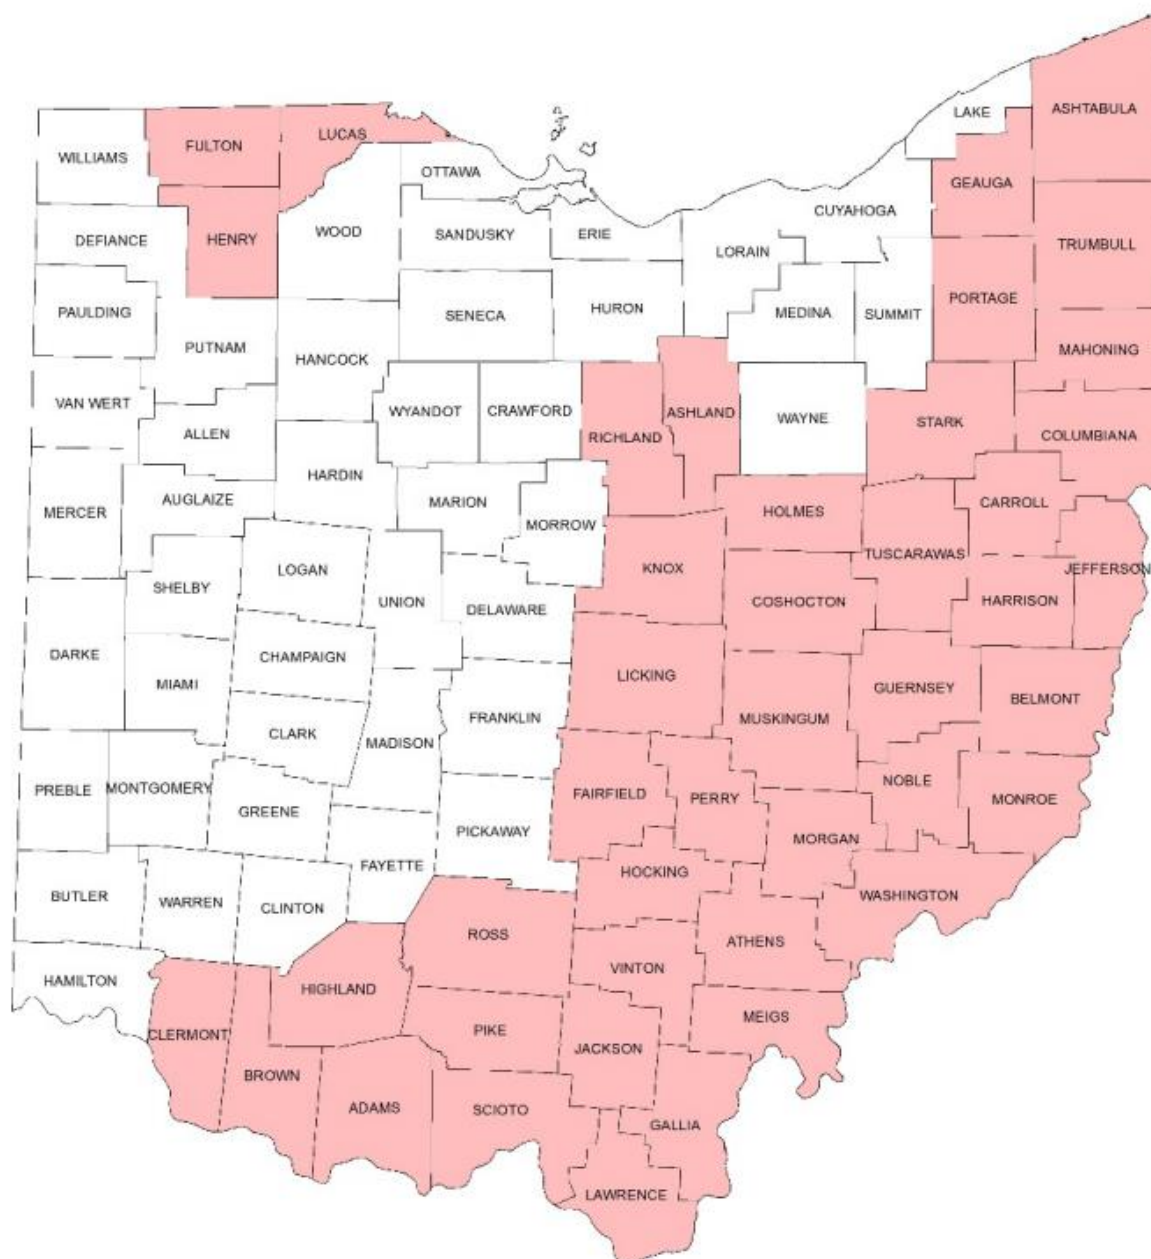 ASHTABULA
LAKE
LUCAS
FULTON
WILLIAMS
OTTAWA
GEAUGA
CUYAHOGA
WOOD
SANDUSKY
ERIE
HENRY
DEFIANCE
LORAIN
TRUMBULL
PORTAGE
PAULDING
SENECA
HURON
MEDINA
SUMMIT
PUTNAM
HANCOCK
MAHONING
VAN WERT
WYANDOT
CRAWFORD
ASHLAND
WAYNE
STARK
ALLEN
RICHLAND
COLUMBIANA
HARDIN
AUGLAIZE
MARION
CARROLL
MERCER
HOLMES
MORROW
TUSCARAWAS
LOGAN
KNOX
JEFFERSON
SHELBY
UNION
DELAWARE
COSHOCTON
HARRISON
DARKE
CHAMPAIGN
MIAMI
LICKING
GUERNSEY
BELMONT
FRANKLIN
MUSKINGUM
CLARK
MADISON
NOBLE
PREBLE
MONTGOMERY
FAIRFIELD
PERRY
MONROE
GREENE
PICKAWAY
MORGAN
FAYETTE
HOCKING
BUTLER
WARREN
CLINTON
WASHINGTON
ROSS
ATHENS
VINTON
HAMILTON
HIGHLAND
MEIGS
CLERMONT
PIKE
JACKSON
BROWN
ADAMS
SCIOTO
GALLIA
LAWRENCE